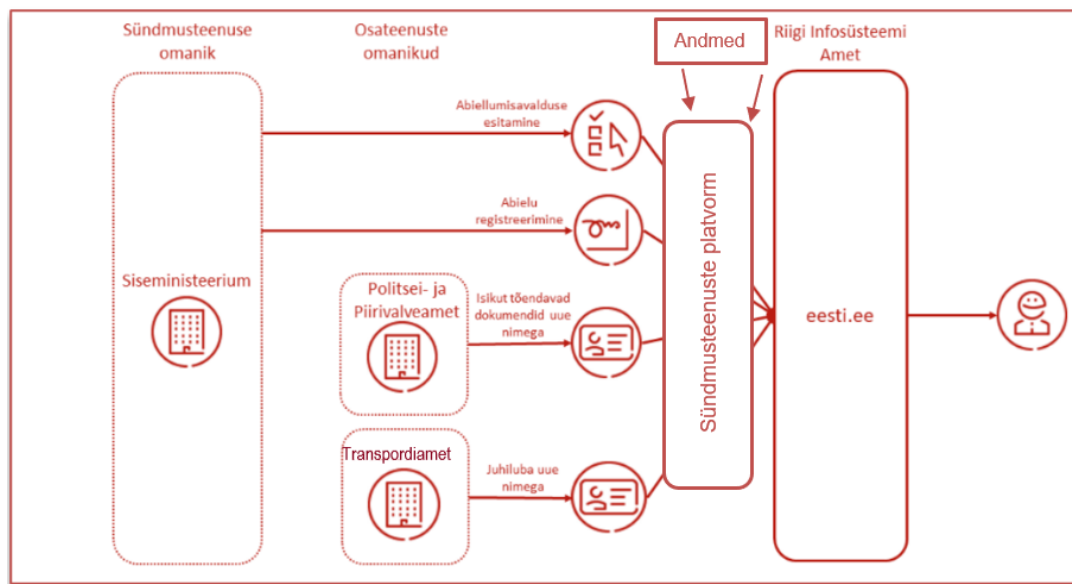 Sündmusteenuse
omanik
Osateenuste
omanikud
Andmed
Riigi Infosüsteemi
Amet
Abiellumisavalduse
esitamine
Abielu
registreerimine
Siseministeerium
Politsei- ja
Piirivalveamet
Isikut tõendavad
dokumendid uue
nimega
Transpordiamet
Juhiluba uue
nimega
Sündmusteenuste platvorm
eesti.ee